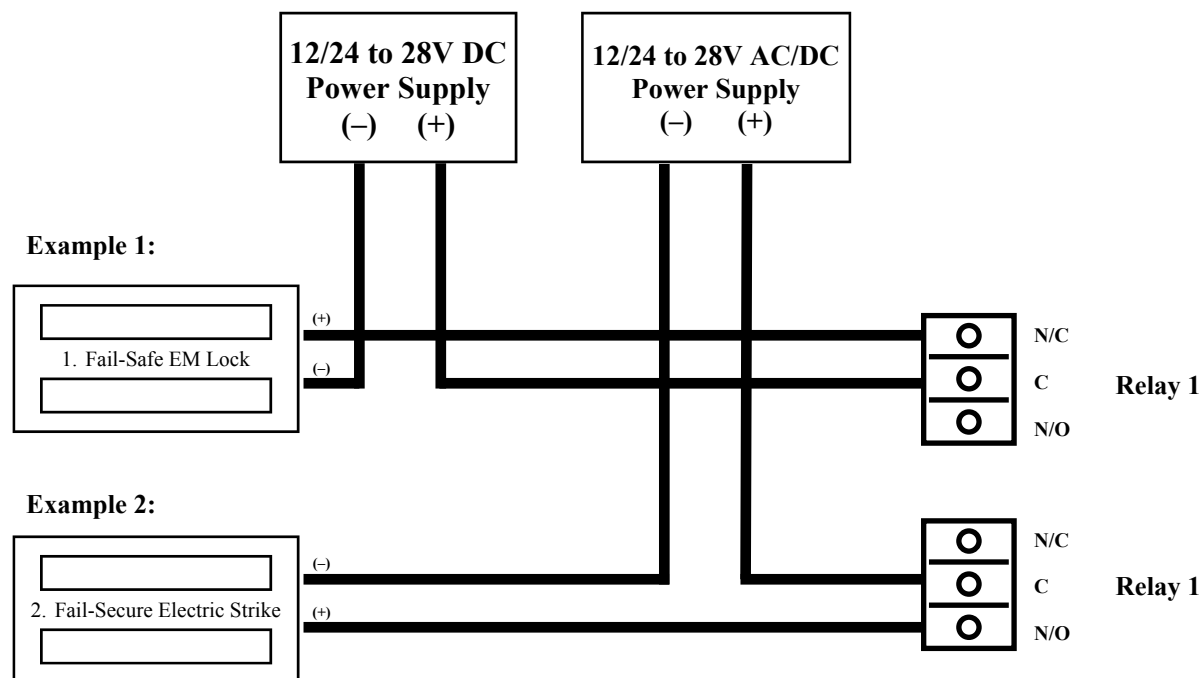 12/24 to 28V DC
Power Supply
(–) (+)
12/24 to 28V AC/DC
Power Supply
(–) (+)
Example 1:
1. Fail-Safe EM Lock
(+)
(–)
N/C
C
N/O
Relay 1
Example 2:
2. Fail-Secure Electric Strike
(–)
(+)
N/C
C
N/O
Relay 1